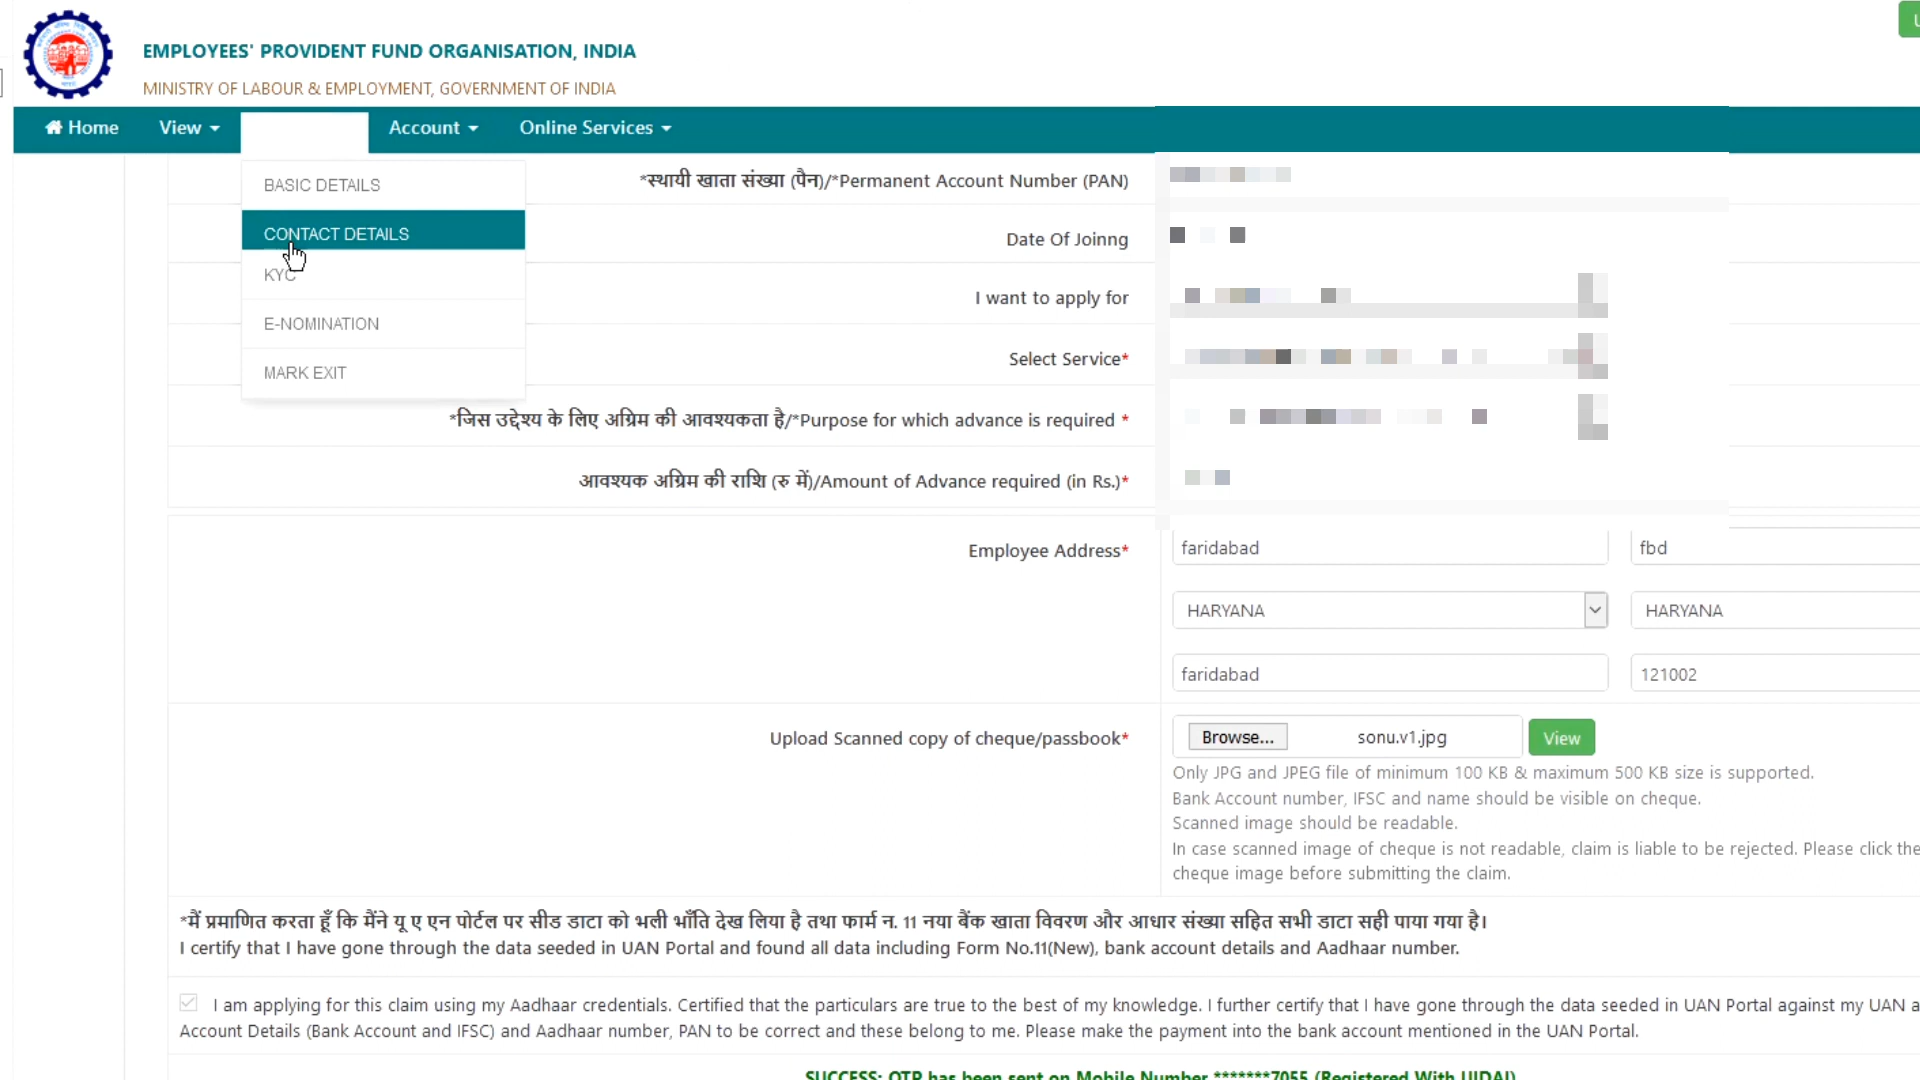 EMPLOYEES' PROVIDENT FUND ORGANISATION, INDIA
MINISTRY OF LABOUR & EMPLOYMENT, GOVERNMENT OF INDIA
Home View Account Online Services
BASIC DETAILS
CONTACT DETAILS
KYC
E-NOMINATION
MARK EXIT
*स्थायी खाता संख्या (पैन)/*Permanent Account Number (PAN)
Date Of Joinng
I want to apply for
Select Service*
*जिस उद्देश्य के लिए अग्रिम की आवश्यकता है/*Purpose for which advance is required *
आवश्यक अग्रिम की राशि (रु में)/Amount of Advance required (in Rs.)*
Employee Address*
faridabad fbd
HARYANA HARYANA
faridabad 121002
Upload Scanned copy of cheque/passbook*
Browse... sonu.v1.jpg View
Only JPG and JPEG file of minimum 100 KB & maximum 500 KB size is supported.
Bank Account number, IFSC and name should be visible on cheque.
Scanned image should be readable.
In case scanned image of cheque is not readable, claim is liable to be rejected. Please click the
cheque image before submitting the claim.
*मैं प्रमाणित करता हूँ कि मैंने यू ए एन पोर्टल पर सीड डाटा को भली भाँति देख लिया है तथा फार्म न. 11 नया बैंक खाता विवरण और आधार संख्या सहित सभी डाटा सही पाया गया है।
I certify that I have gone through the data seeded in UAN Portal and found all data including Form No.11(New), bank account details and Aadhaar number.
I am applying for this claim using my Aadhaar credentials. Certified that the particulars are true to the best of my knowledge. I further certify that I have gone through the data seeded in UAN Portal against my UAN a
Account Details (Bank Account and IFSC) and Aadhaar number, PAN to be correct and these belong to me. Please make the payment into the bank account mentioned in the UAN Portal.
SUCCESS: OTP has been sent on Mobile Number *******7055 (Registered With UIDAI)